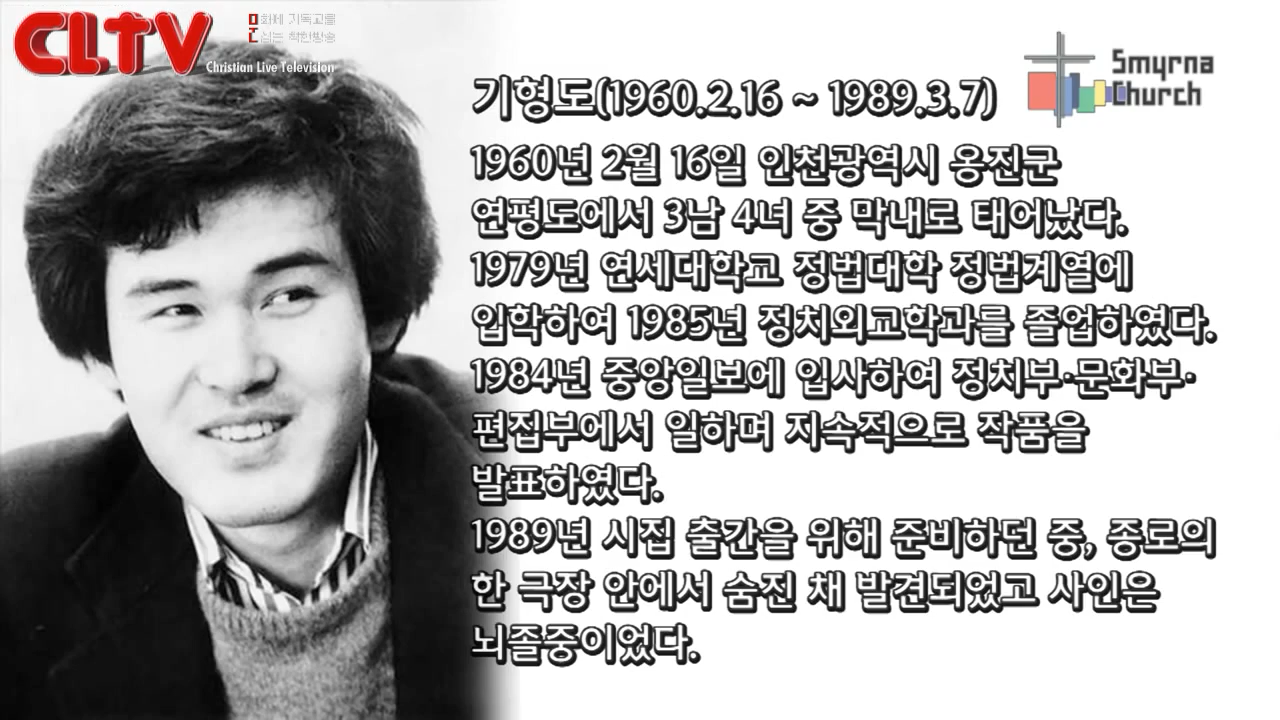 CLTV
Christian Live Television
Smyrna
Church
기형도(1960.2.16 ~ 1989.3.7)
1960년 2월 16일 인천광역시 옹진군
연평도에서 3남 4녀 중 막내로 태어났다.
1979년 연세대학교 정법대학 정법계열에
입학하여 1985년 정치외교학과를 졸업하였다.
1984년 중앙일보에 입사하여 정치부·문화부·
편집부에서 일하며 지속적으로 작품을
발표하였다.
1989년 시집 출간을 위해 준비하던 중, 종로의
한 극장 안에서 숨진 채 발견되었고 사인은
뇌졸중이었다.